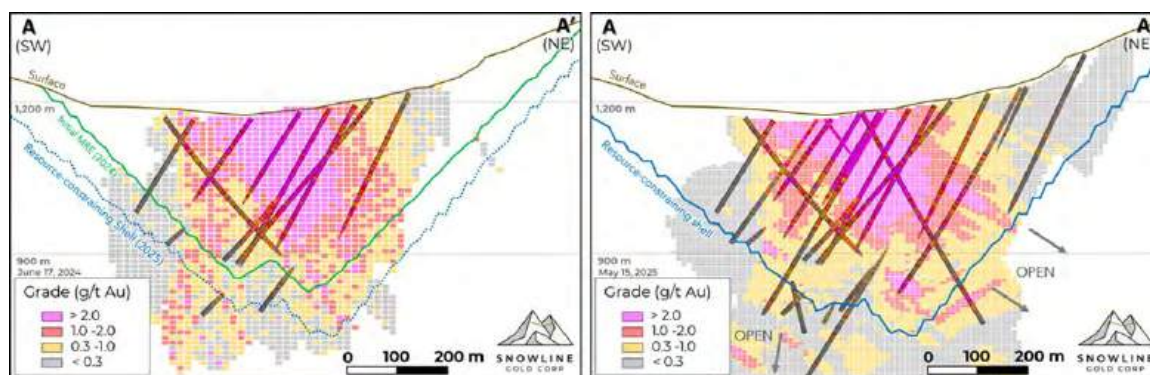 A
(SW)
A'
(NE)
Surface
1,200 m
Initial MRE (2024)
Resource-constraining Shell (2025)
900 m
June 17, 2024
Grade (g/t Au)
> 2.0
1.0 -2.0
0.3 -1.0
< 0.3
0 100 200 m
SNOWLINE
GOLD CORP
A
(SW)
A
(NE)
Surface
1,200 m
Resource-constraining shell
900 m
May 15, 2025
OPEN
OPEN
Grade (g/t Au)
> 2.0
1.0 -2.0
0.3 -1.0
< 0.3
0 100 200 m
SNOWLINE
GOLD CORP